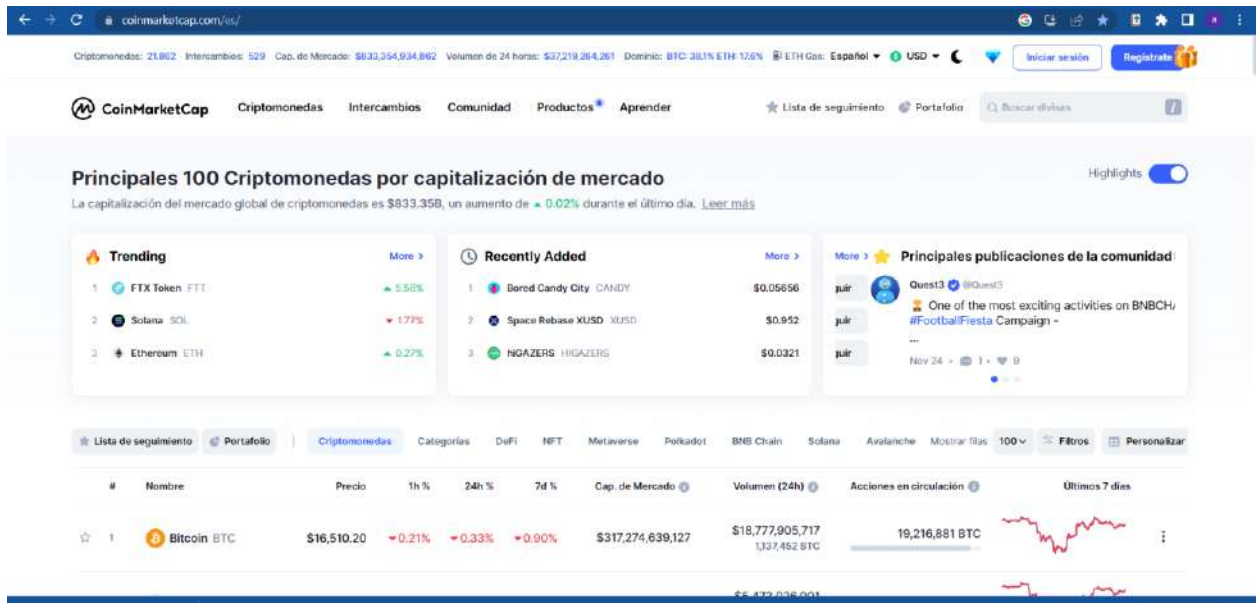 coinmarketcap.com/es/
Criptomonedas: 21,862 Intercambios: 529 Cap. de Mercado: $833,354,934,862 Volumen de 24 horas: $37,219,264,261 Dominio: BTC: 38.1% ETH: 17.6% ETH Gas: Español USD Iniciar sesión Regístrate
CoinMarketCap Criptomonedas Intercambios Comunidad Productos Aprender Lista de seguimiento Portafolio Buscar divisas /
Principales 100 Criptomonedas por capitalización de mercado Highlights
La capitalización del mercado global de criptomonedas es $833.35B, un aumento de 0.02% durante el último día. Leer más
Trending More >
1 FTX Token FTT 5.58%
2 Solana SOL 1.77%
3 Ethereum ETH 0.27%
Recently Added More >
1 Bored Candy City CANDY $0.05656
2 Space Rebase XUSD XUSD $0.952
3 hiGAZERS HIGAZERS $0.0321
More > Principales publicaciones de la comunidad
juir Quest3 @Quest3
One of the most exciting activities on BNBCH
juir #FootballFiesta Campaign -
...
juir Nov 24 • 1 • 9
Lista de seguimiento Portafolio Criptomonedas Categorías DeFi NFT Metaverse Polkadot BNB Chain Solana Avalanche Mostrar filas 100 Filtros Personalizar
# Nombre Precio 1h % 24h % 7d % Cap. de Mercado Volumen (24h) Acciones en circulación Últimos 7 días
1 Bitcoin BTC $16,510.20 0.21% 0.33% 0.90% $317,274,639,127 $18,777,905,717 19,216,881 BTC
1,137,452 BTC